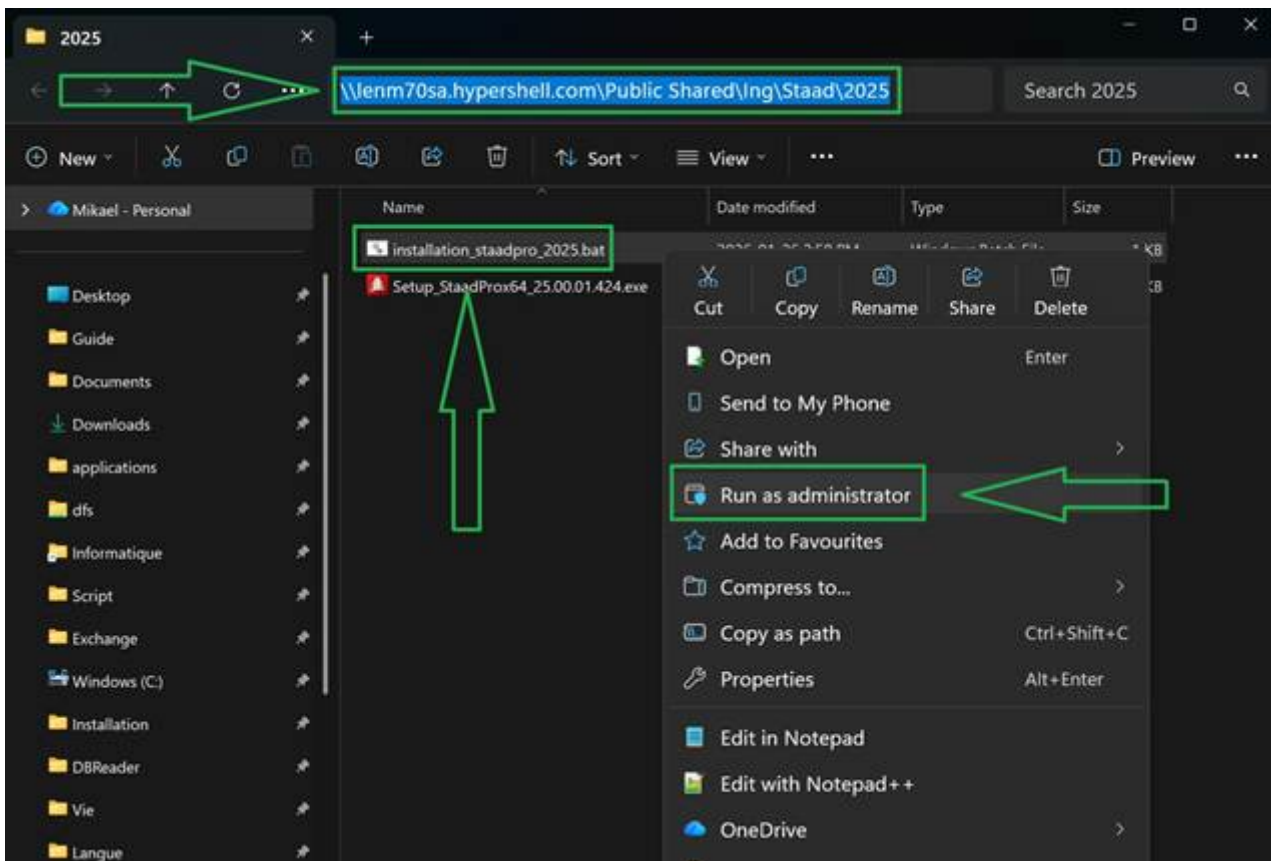 2025
\\lenm70sa.hypershell.com\Public Shared\Ing\Staad\2025
Search 2025
New
Sort
View
Preview
Mikael - Personal
Name
Date modified
Type
Size
installation_staadpro_2025.bat
KB
Setup_StaadProx64_25.00.01.424.exe
KB
Desktop
Guide
Documents
Downloads
applications
dfs
Informatique
Script
Exchange
Windows (C:)
Installation
DBReader
Vie
Langue
Cut
Copy
Rename
Share
Delete
Open
Enter
Send to My Phone
Share with
Run as administrator
Add to Favourites
Compress to...
Copy as path
Ctrl+Shift+C
Properties
Alt+Enter
Edit in Notepad
Edit with Notepad++
OneDrive